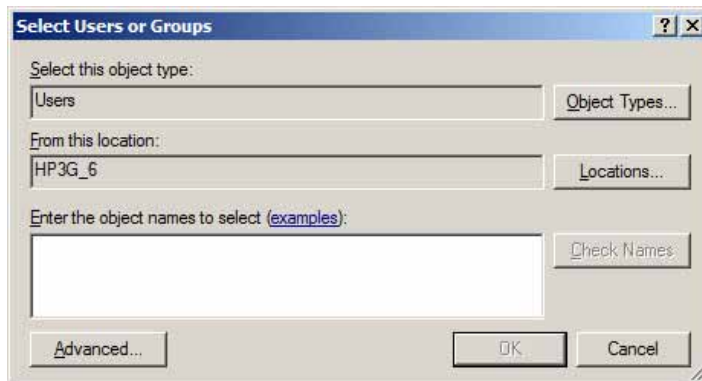 Select Users or Groups
Select this object type:
Users
Object Types...
From this location:
HP3G_6
Locations...
Enter the object names to select (examples):
Check Names
Advanced...
OK
Cancel